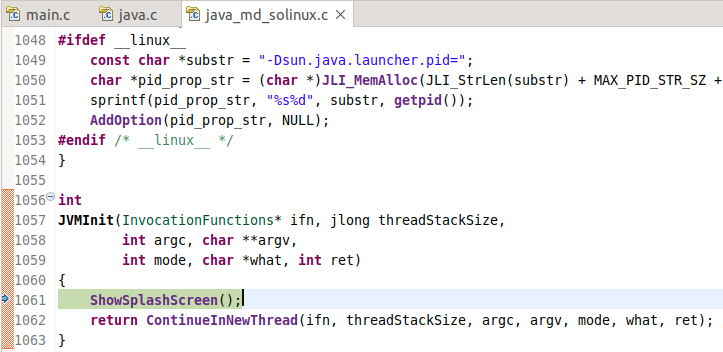 main.c java.c java_md_solinux.c
1048 #ifdef __linux__
1049     const char *substr = "-Dsun.java.launcher.pid=";
1050     char *pid_prop_str = (char *)JLI_MemAlloc(JLI_StrLen(substr) + MAX_PID_STR_SZ +
1051     sprintf(pid_prop_str, "%s%d", substr, getpid());
1052     AddOption(pid_prop_str, NULL);
1053 #endif /* __linux__ */
1054 }
1055
1056 int
1057 JVMInit(InvocationFunctions* ifn, jlong threadStackSize,
1058         int argc, char **argv,
1059         int mode, char *what, int ret)
1060 {
1061     ShowSplashScreen();
1062     return ContinueInNewThread(ifn, threadStackSize, argc, argv, mode, what, ret);
1063 }